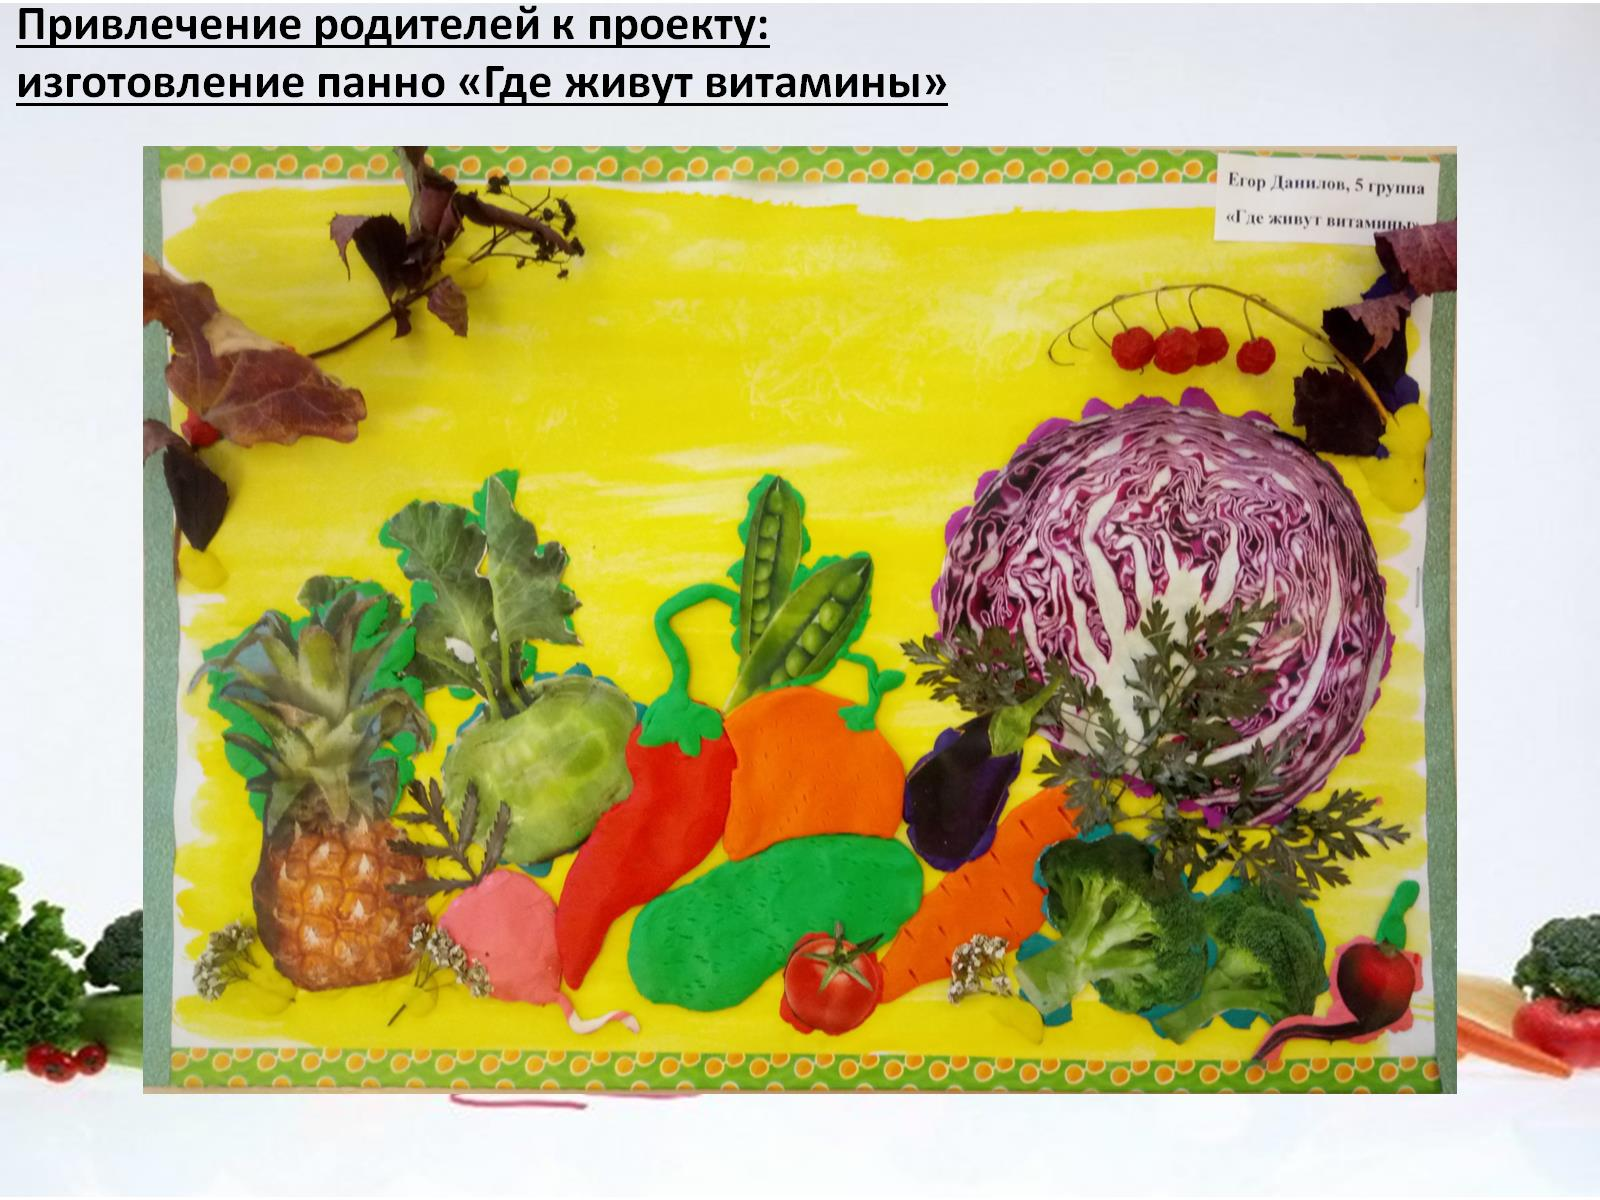 Привлечение родителей к проекту:
изготовление панно «Где живут витамины»
Егор Данилов, 5 группа
«Где живут витамины»